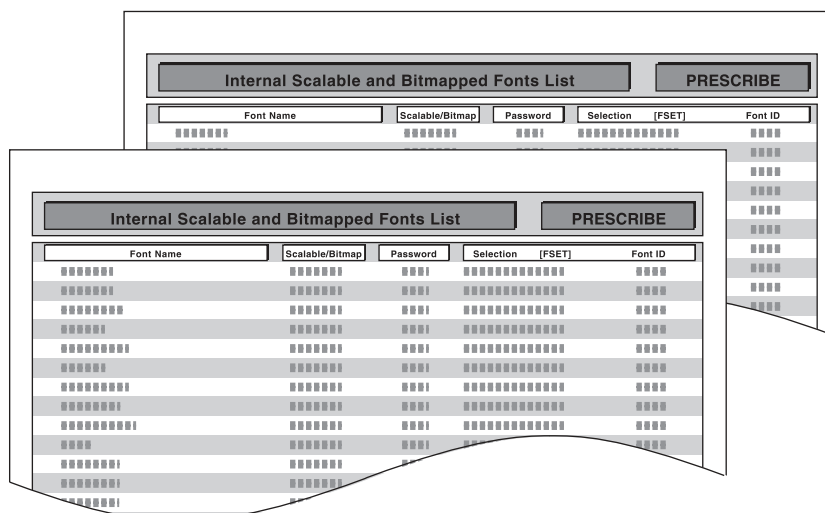 Internal Scalable and Bitmapped Fonts List PRESCRIBE
Font Name Scalable/Bitmap Password Selection [FSET] Font ID
Internal Scalable and Bitmapped Fonts List PRESCRIBE
Font Name Scalable/Bitmap Password Selection [FSET] Font ID